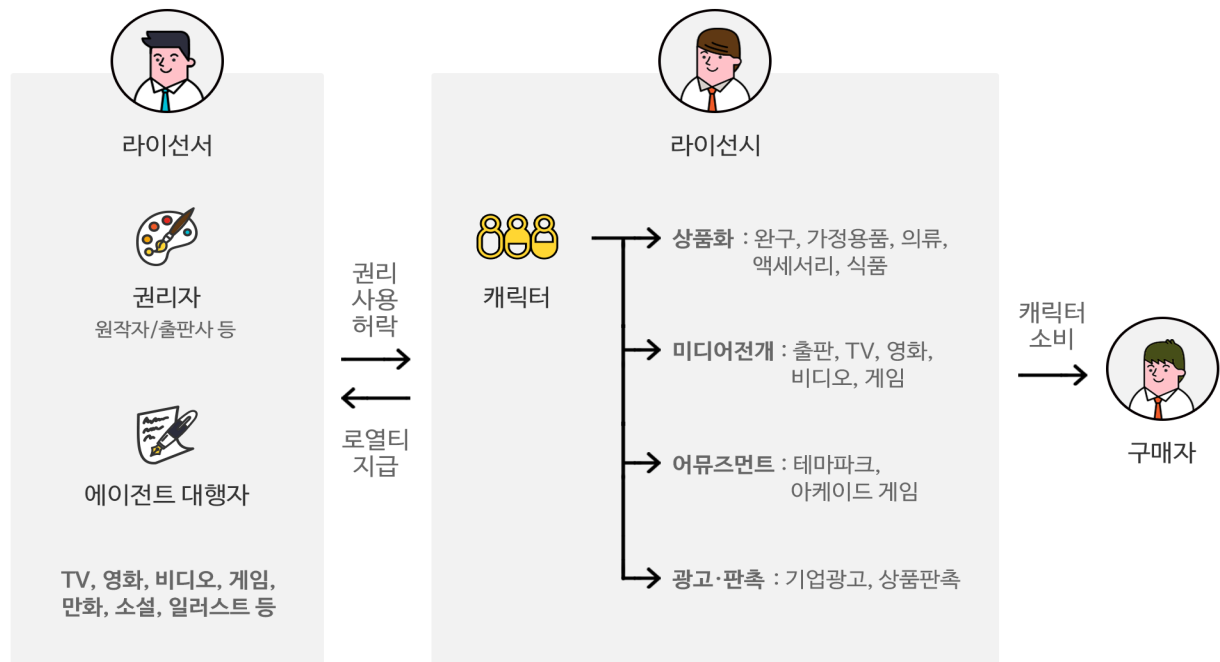 라이선서
권리자
원작자/출판사 등
에이전트 대행자
TV, 영화, 비디오, 게임,
만화, 소설, 일러스트 등
권리
사용
허락
로열티
지급
라이선시
캐릭터
상품화 : 완구, 가정용품, 의류,
액세서리, 식품
미디어전개 : 출판, TV, 영화,
비디오, 게임
어뮤즈먼트 : 테마파크,
아케이드 게임
광고·판촉 : 기업광고, 상품판촉
캐릭터
소비
구매자